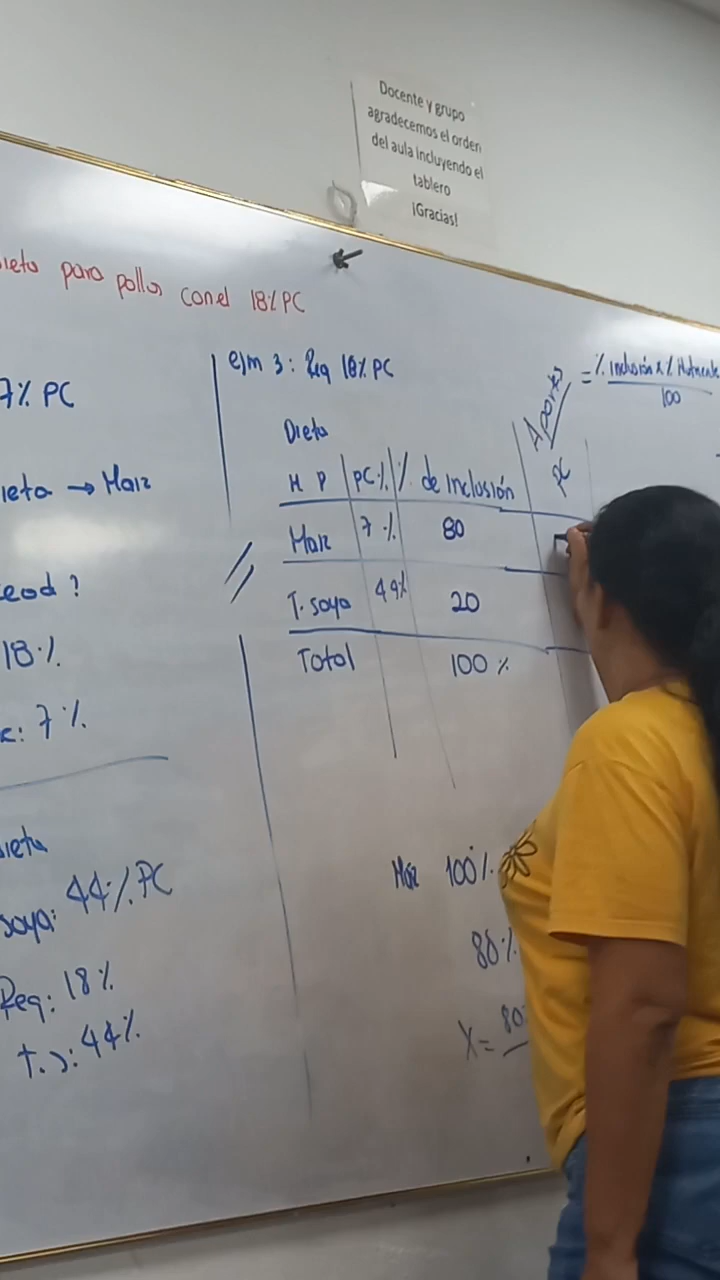 Docente y grupo
agradecemos el orden
del aula incluyendo el
tablero
¡Gracias!
para pollos con el 18% PC
7% PC
→ Maiz
18%
7%
44% PC
Req: 18%
T.S: 44%
ejm 3: Req 18% PC
Dieta
M P PC% % de Inclusión Aportes PC = % Inclusión x % Nutriente
100
Maiz 7% 80
T. soya 44% 20
Total 100 %
Maiz 100%
80%
X= 80